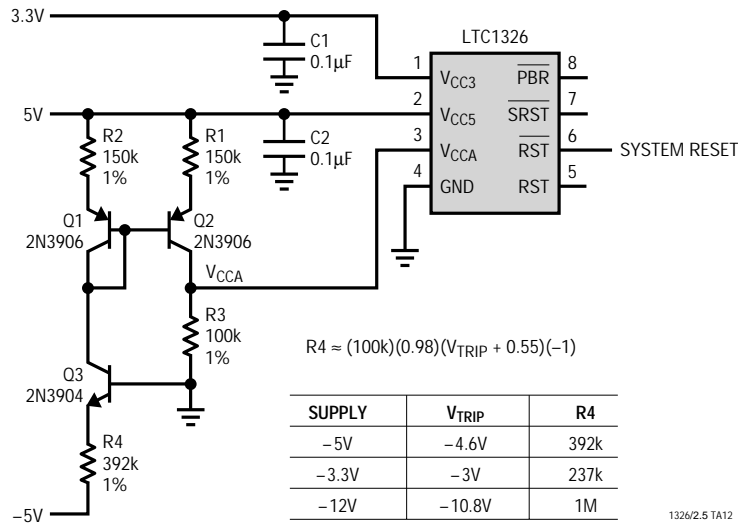 3.3V
C1
0.1µF
LTC1326
1
VCC3
PBR
8
5V
2
VCC5
SRST
7
R2
150k
1%
R1
150k
1%
C2
0.1µF
3
VCCA
RST
6
SYSTEM RESET
4
GND
RST
5
Q1
2N3906
Q2
2N3906
VCCA
R3
100k
1%
R4 ≈ (100k)(0.98)(VTRIP + 0.55)(–1)
Q3
2N3904
R4
392k
1%
–5V
SUPPLY VTRIP R4
–5V –4.6V 392k
–3.3V –3V 237k
–12V –10.8V 1M
1326/2.5 TA12